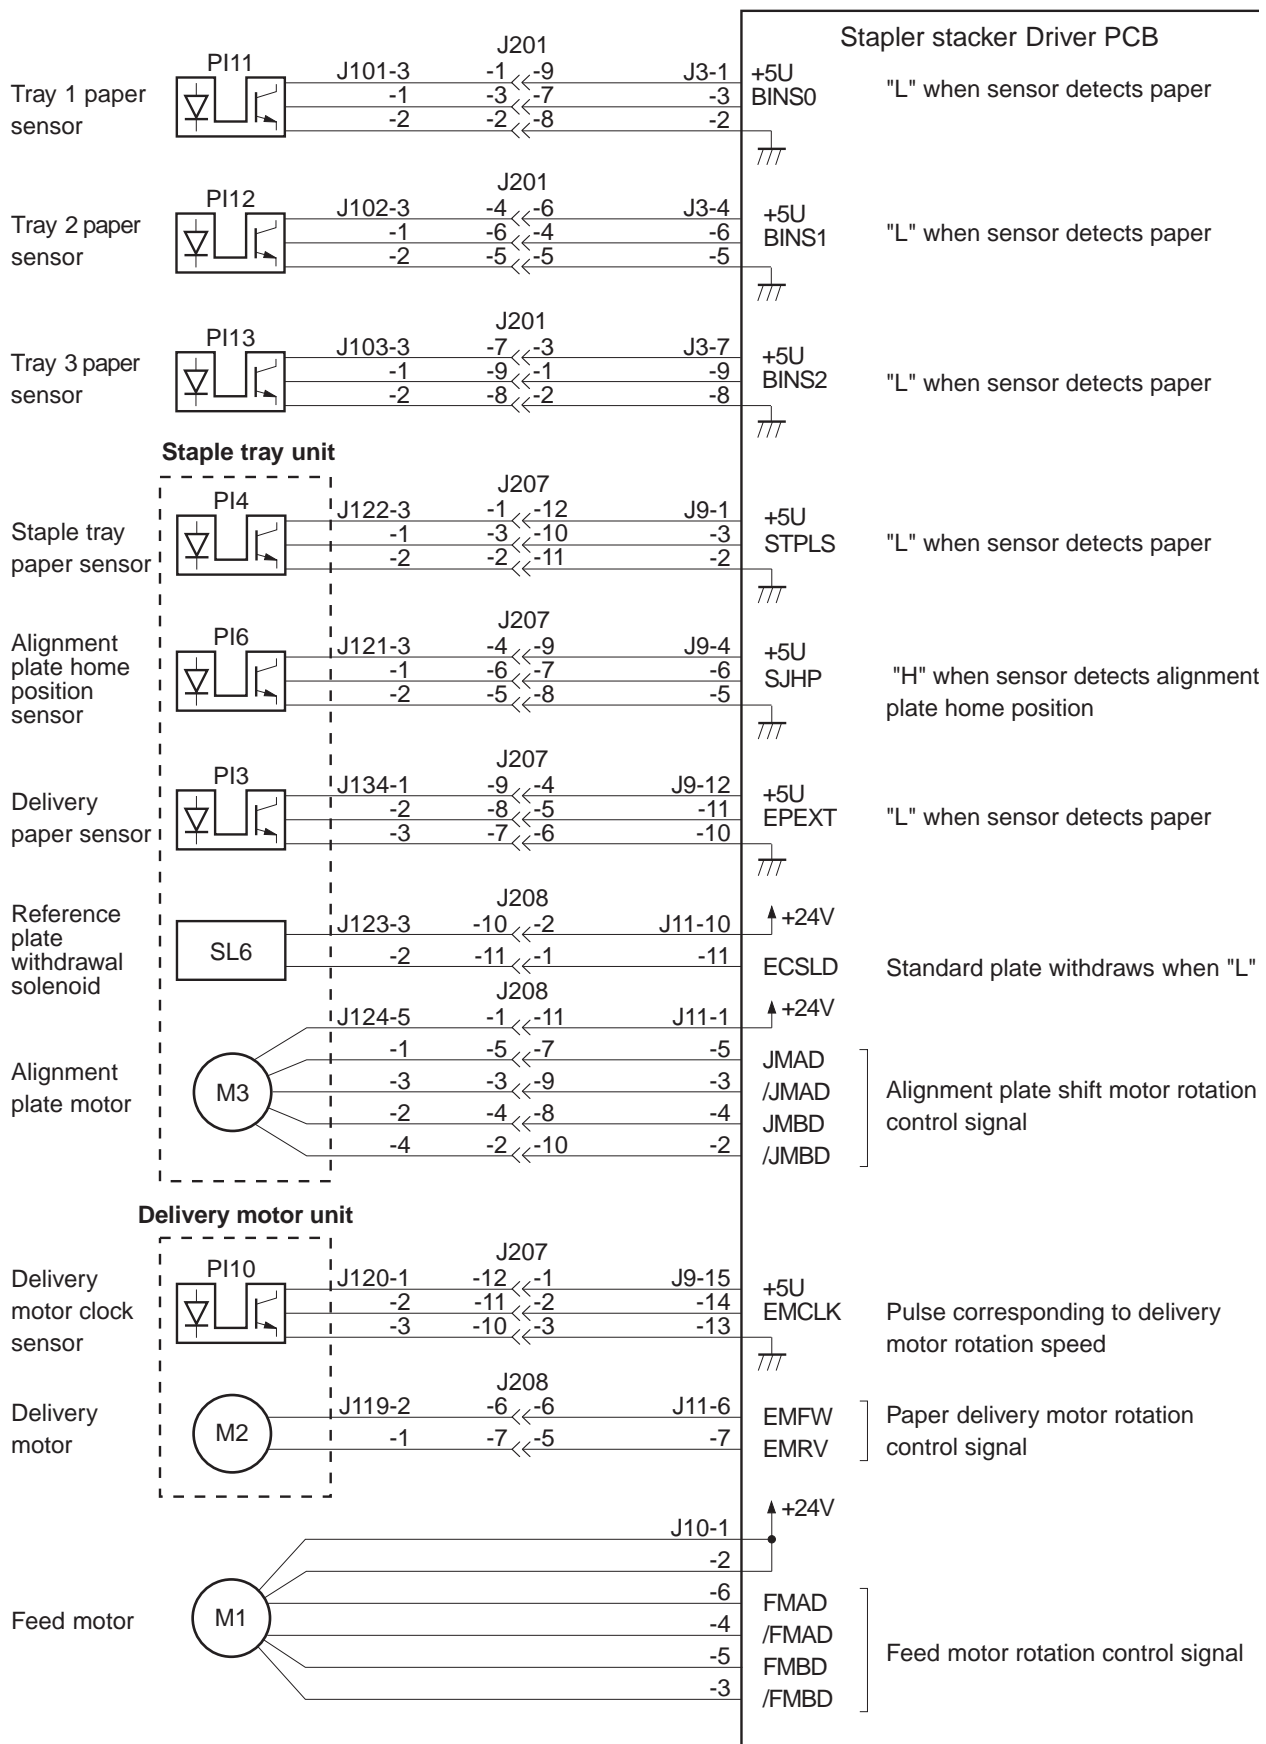 Stapler stacker Driver PCB
J201
PI11 J101-3 -1 -9 J3-1 +5U
Tray 1 paper -1 -3 -7 -3 BINS0 "L" when sensor detects paper
sensor -2 -2 -8 -2
J201
PI12 J102-3 -4 -6 J3-4 +5U
Tray 2 paper -1 -6 -4 -6 BINS1 "L" when sensor detects paper
sensor -2 -5 -5 -5
J201
PI13 J103-3 -7 -3 J3-7 +5U
Tray 3 paper -1 -9 -1 -9 BINS2 "L" when sensor detects paper
sensor -2 -8 -2 -8
Staple tray unit
J207
PI4 J122-3 -1 -12 J9-1 +5U
Staple tray -1 -3 -10 -3 STPLS "L" when sensor detects paper
paper sensor -2 -2 -11 -2
J207
Alignment PI6 J121-3 -4 -9 J9-4 +5U
plate home -1 -6 -7 -6 SJHP "H" when sensor detects alignment
position -2 -5 -8 -5 plate home position
sensor
J207
PI3 J134-1 -9 -4 J9-12 +5U
Delivery -2 -8 -5 -11 EPEXT "L" when sensor detects paper
paper sensor -3 -7 -6 -10
J208
Reference J123-3 -10 -2 J11-10 +24V
plate
withdrawal SL6 -2 -11 -1 -11 ECSLD Standard plate withdraws when "L"
solenoid
J208
J124-5 -1 -11 J11-1 +24V
-1 -5 -7 -5 JMAD
Alignment M3 -3 -3 -9 -3 /JMAD Alignment plate shift motor rotation
plate motor -2 -4 -8 -4 JMBD control signal
-4 -2 -10 -2 /JMBD
Delivery motor unit
J207
Delivery PI10 J120-1 -12 -1 J9-15 +5U
motor clock -2 -11 -2 -14 EMCLK Pulse corresponding to delivery
sensor -3 -10 -3 -13 motor rotation speed
J208
Delivery J119-2 -6 -6 J11-6 EMFW Paper delivery motor rotation
motor M2 -1 -7 -5 -7 EMRV control signal
+24V
J10-1
-2
-6 FMAD
Feed motor M1 -4 /FMAD
-5 FMBD Feed motor rotation control signal
-3 /FMBD